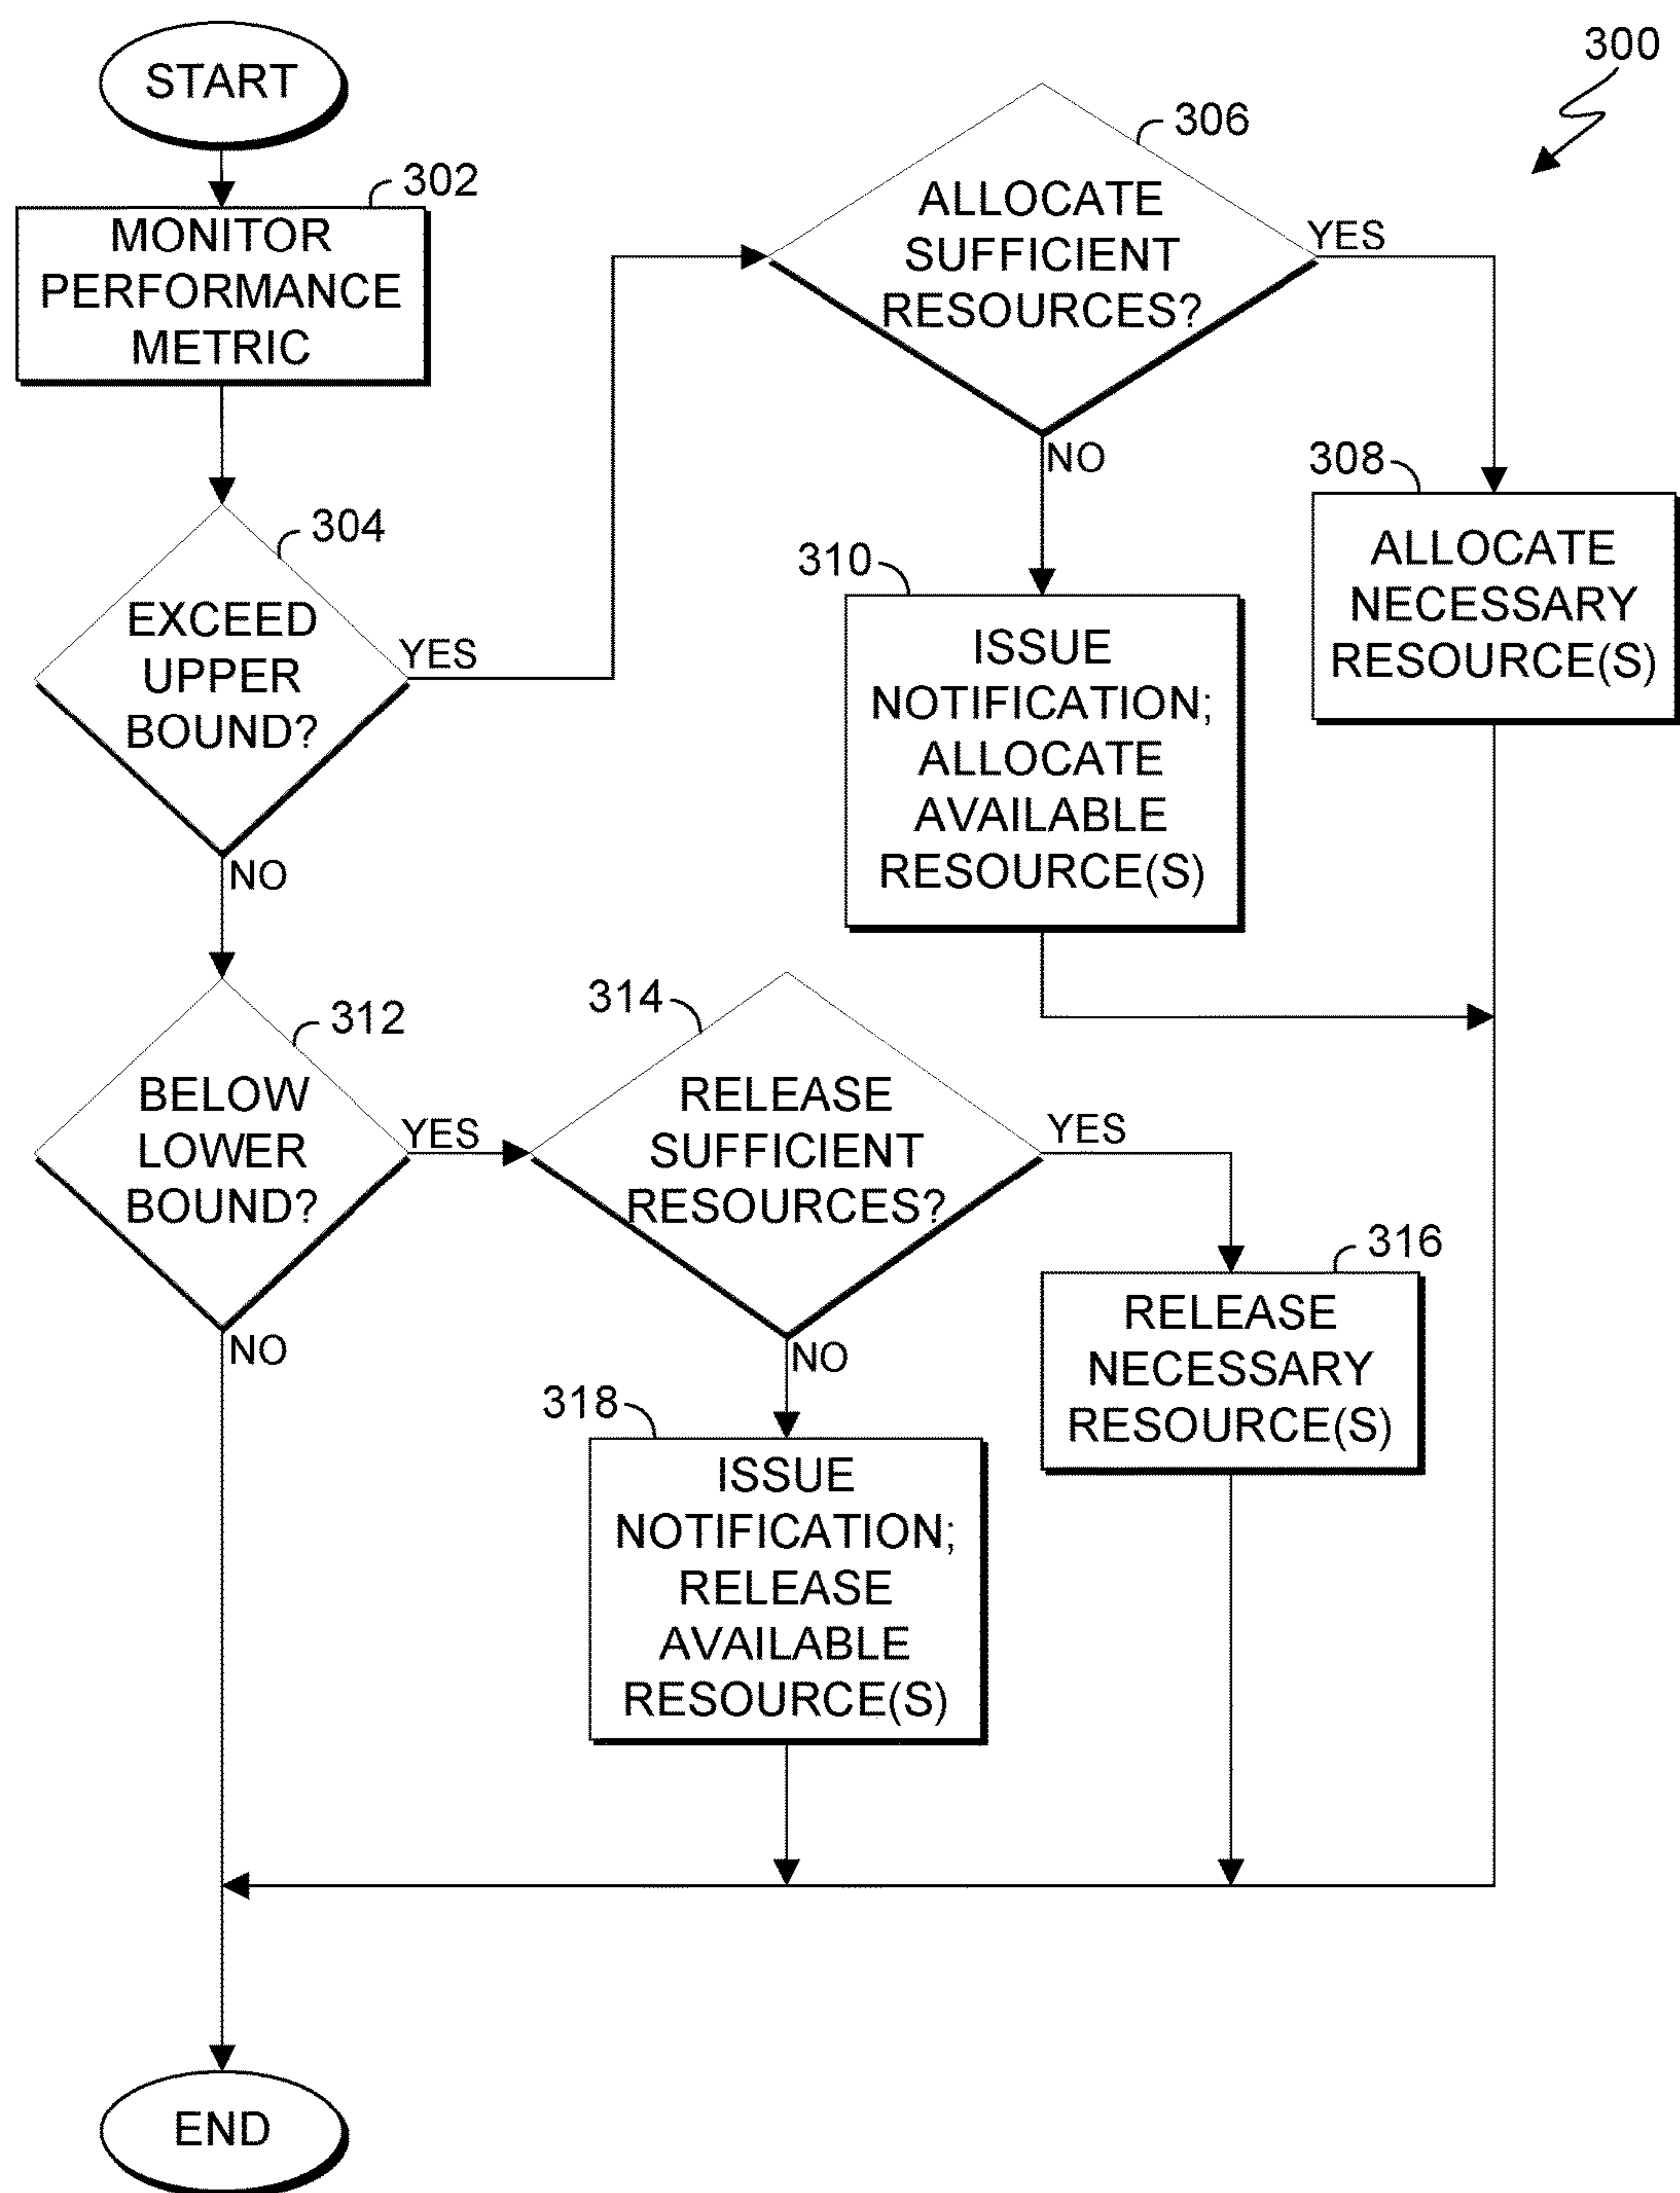 START
300
302
MONITOR
PERFORMANCE
METRIC
306
ALLOCATE
SUFFICIENT
RESOURCES?
YES
NO
304
EXCEED
UPPER
BOUND?
YES
NO
308
ALLOCATE
NECESSARY
RESOURCE(S)
310
ISSUE
NOTIFICATION;
ALLOCATE
AVAILABLE
RESOURCE(S)
312
BELOW
LOWER
BOUND?
YES
NO
314
RELEASE
SUFFICIENT
RESOURCES?
YES
NO
316
RELEASE
NECESSARY
RESOURCE(S)
318
ISSUE
NOTIFICATION;
RELEASE
AVAILABLE
RESOURCE(S)
END